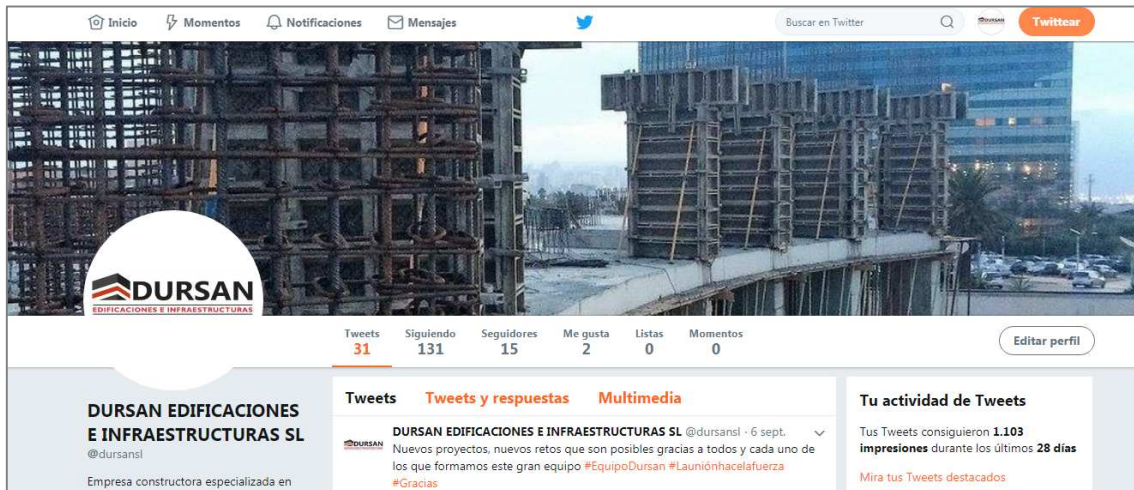 Inicio Momentos Notificaciones Mensajes Buscar en Twitter DURSAN Twittear
DURSAN
EDIFICACIONES E INFRAESTRUCTURAS
Tweets Siguiendo Seguidores Me gusta Listas Momentos
31 131 15 2 0 0
Editar perfil
DURSAN EDIFICACIONES
E INFRAESTRUCTURAS SL
@dursansl
Empresa constructora especializada en
Tweets Tweets y respuestas Multimedia
DURSAN
DURSAN EDIFICACIONES E INFRAESTRUCTURAS SL @dursansl · 6 sept.
Nuevos proyectos, nuevos retos que son posibles gracias a todos y cada uno de
los que formamos este gran equipo #EquipoDursan #Launiónhacelafuerza
#Gracias
Tu actividad de Tweets
Tus Tweets consiguieron 1.103
impresiones durante los últimos 28 días
Mira tus Tweets destacados